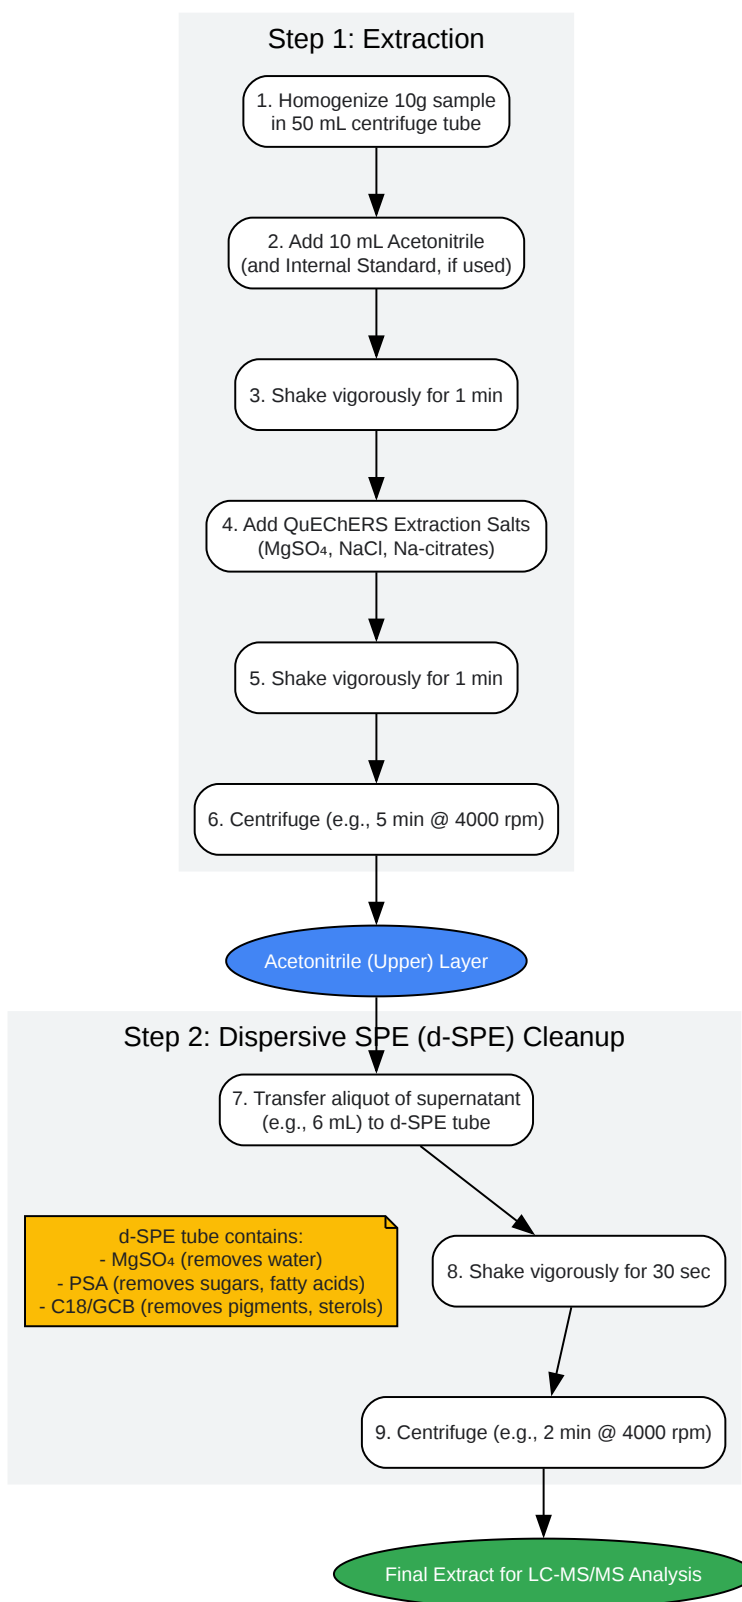 Step 1: Extraction
1. Homogenize 10g sample
in 50 mL centrifuge tube
2. Add 10 mL Acetonitrile
(and Internal Standard, if used)
3. Shake vigorously for 1 min
4. Add QuEChERS Extraction Salts
(MgSO₄, NaCl, Na-citrates)
5. Shake vigorously for 1 min
6. Centrifuge (e.g., 5 min @ 4000 rpm)
Acetonitrile (Upper) Layer
Step 2: Dispersive SPE (d-SPE) Cleanup
7. Transfer aliquot of supernatant
(e.g., 6 mL) to d-SPE tube
d-SPE tube contains:
- MgSO₄ (removes water)
- PSA (removes sugars, fatty acids)
- C18/GCB (removes pigments, sterols)
8. Shake vigorously for 30 sec
9. Centrifuge (e.g., 2 min @ 4000 rpm)
Final Extract for LC-MS/MS Analysis